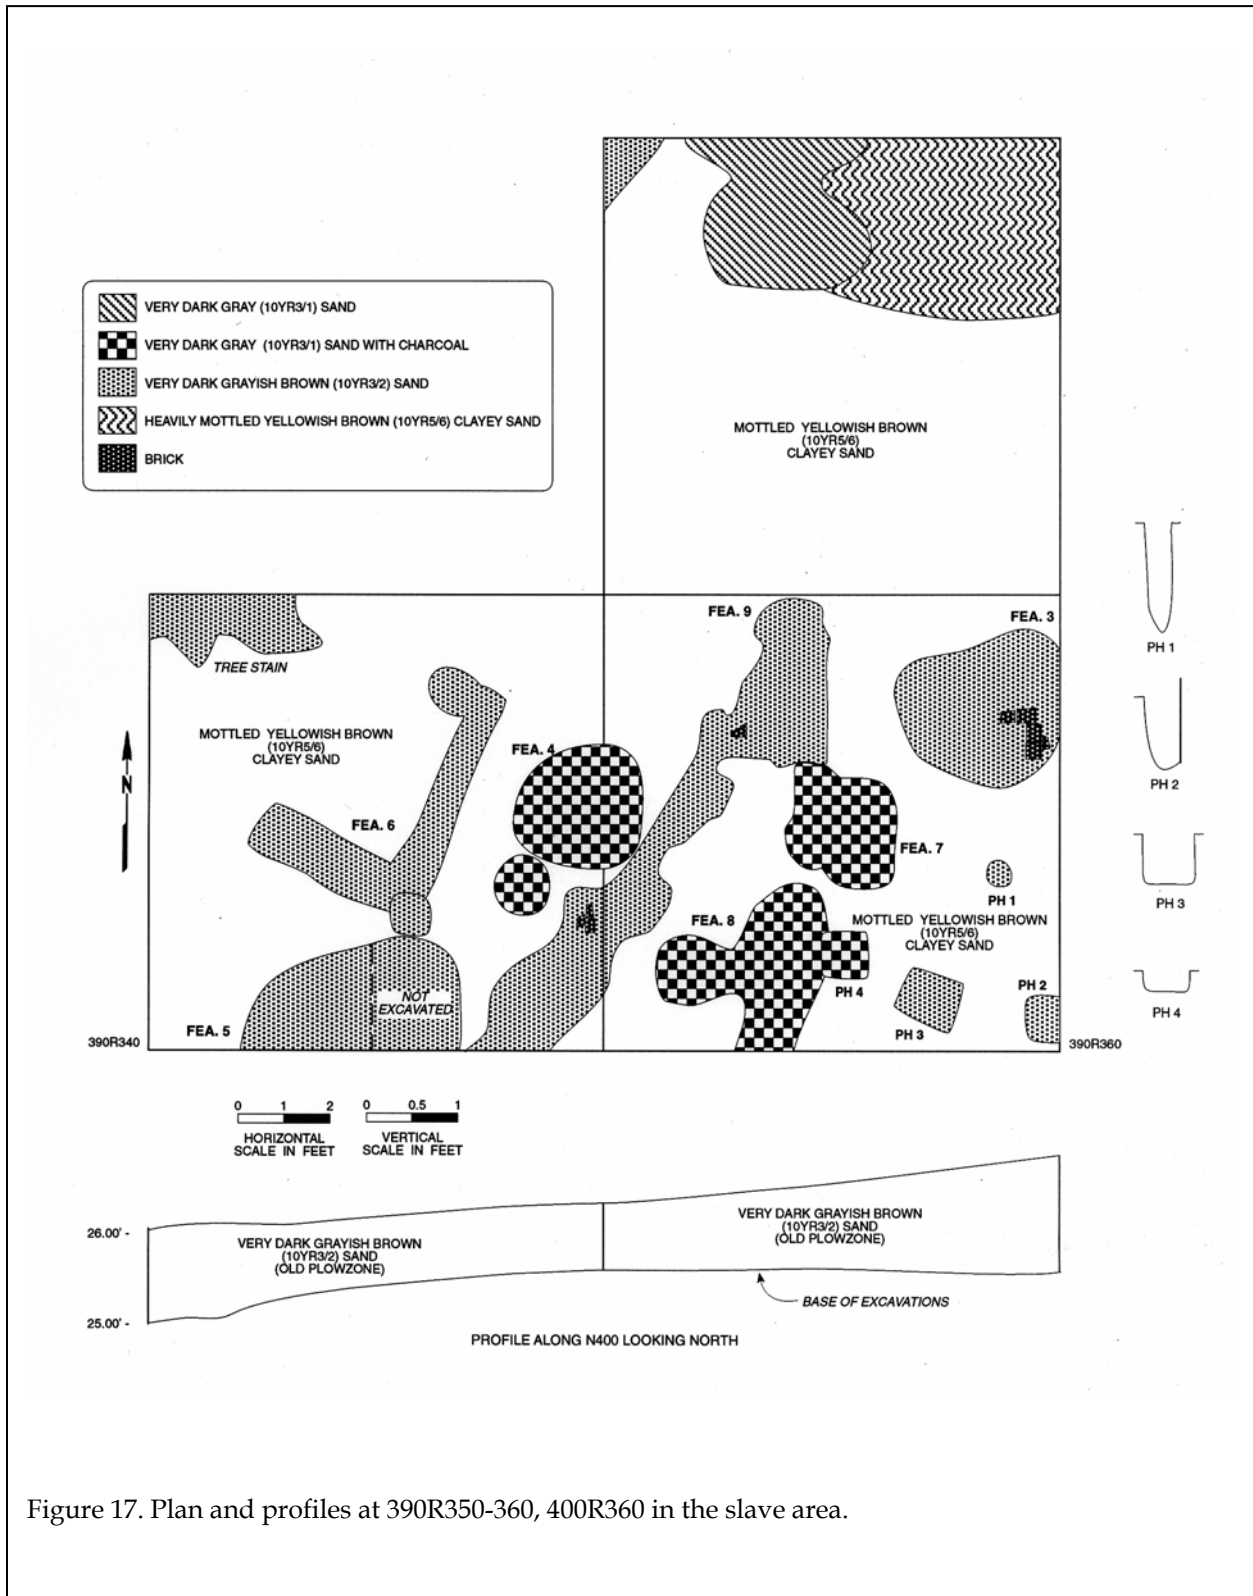 VERY DARK GRAY (10YR3/1) SAND
VERY DARK GRAY (10YR3/1) SAND WITH CHARCOAL
VERY DARK GRAYISH BROWN (10YR3/2) SAND
HEAVILY MOTTLED YELLOWISH BROWN (10YR5/6) CLAYEY SAND
BRICK
MOTTLED YELLOWISH BROWN
(10YR5/6)
CLAYEY SAND
FEA. 9
FEA. 3
TREE STAIN
MOTTLED YELLOWISH BROWN
(10YR5/6)
CLAYEY SAND
FEA. 4
N
FEA. 6
FEA. 7
PH 1
FEA. 8
MOTTLED YELLOWISH BROWN
(10YR5/6)
CLAYEY SAND
NOT
EXCAVATED
PH 4
PH 2
FEA. 5
PH 3
390R340
390R360
PH 1
PH 2
PH 3
PH 4
0 1 2
HORIZONTAL
SCALE IN FEET
0 0.5 1
VERTICAL
SCALE IN FEET
26.00' -
VERY DARK GRAYISH BROWN
(10YR3/2) SAND
(OLD PLOWZONE)
VERY DARK GRAYISH BROWN
(10YR3/2) SAND
(OLD PLOWZONE)
BASE OF EXCAVATIONS
25.00' -
PROFILE ALONG N400 LOOKING NORTH
Figure 17. Plan and profiles at 390R350-360, 400R360 in the slave area.